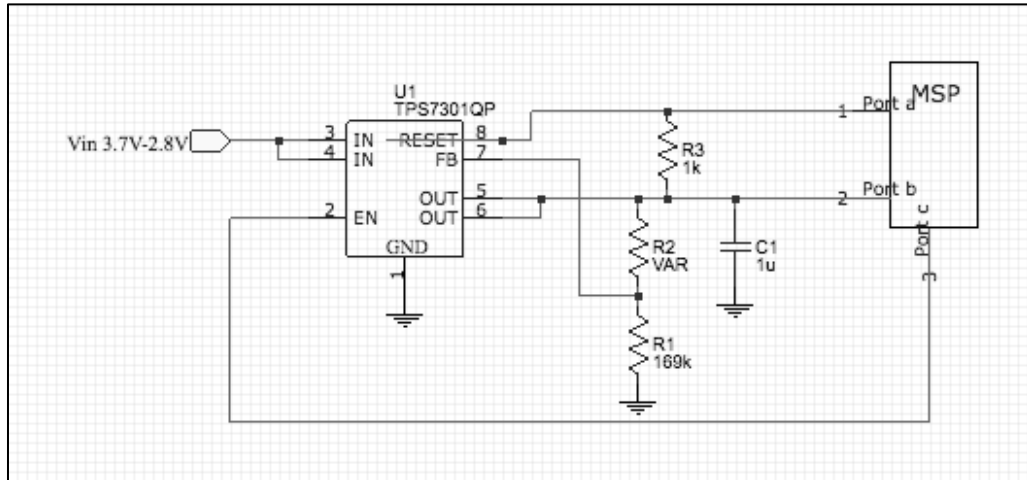 U1
TPS7301QP
Vin 3.7V-2.8V
3 IN
4 IN
2 EN
RESET 8
FB 7
OUT 5
OUT 6
GND
1
R3
1k
R2
VAR
C1
1u
R1
169k
MSP
1 Port a
2 Port b
Port c
3